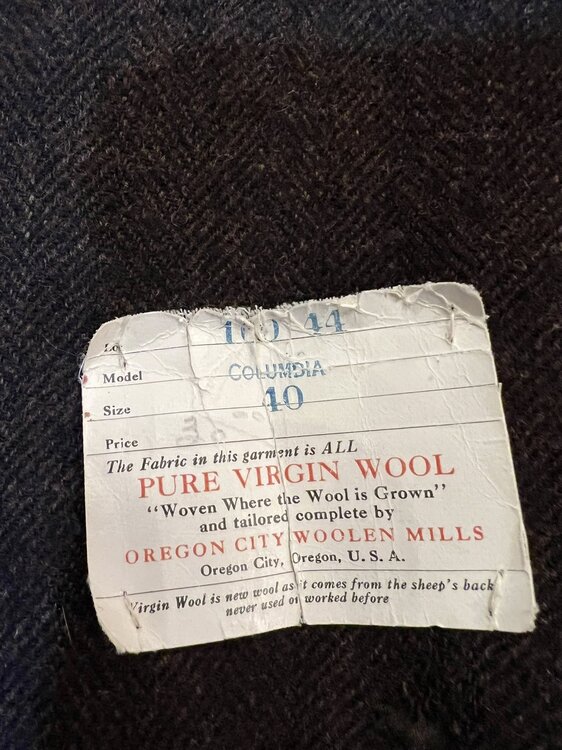 44
Model COLUMBIA
Size 40
Price
The Fabric in this garment is ALL
PURE VIRGIN WOOL
"Woven Where the Wool is Grown"
and tailored complete by
OREGON CITY WOOLEN MILLS
Oregon City, Oregon, U. S. A.
Virgin Wool is new wool as it comes from the sheep's back
never used or worked before